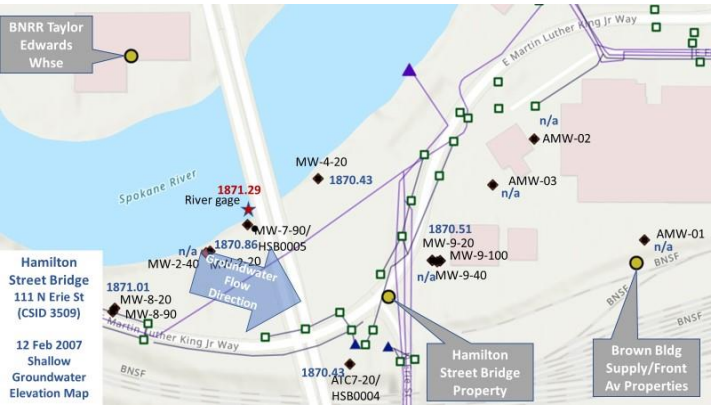 BNRR Taylor
Edwards
Whse
E Martin Luther King Jr Way
n/a
AMW-02
MW-4-20
1870.43
AMW-03
n/a
Spokane River
1871.29
River gage
MW-7-90/
HSB0005
1870.86
n/a
MW-2-40
Groundwater
Flow
Direction
1870.51
MW-9-20
MW-9-100
n/a
MW-9-40
AMW-01
n/a
BNSF
BNSF
BNSF
Hamilton
Street Bridge
111 N Erie St
(CSID 3509)
12 Feb 2007
Shallow
Groundwater
Elevation Map
1871.01
MW-8-20
MW-8-90
Martin Luther King Jr Way
BNSF
1870.43
ATC7-20/
HSB0004
Hamilton
Street Bridge
Property
Brown Bldg
Supply/Front
Av Properties